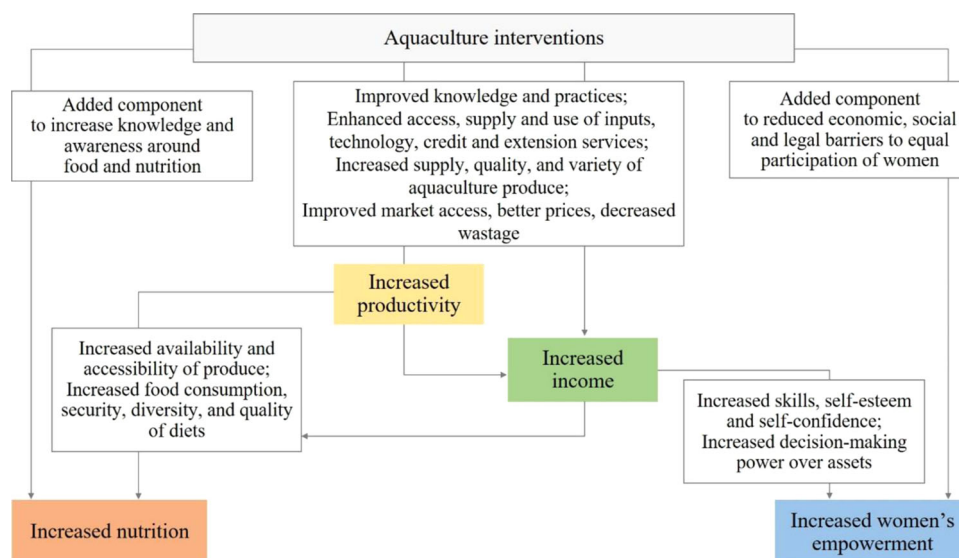 Aquaculture interventions
Added component
to increase knowledge and
awareness around
food and nutrition
Improved knowledge and practices;
Enhanced access, supply and use of inputs,
technology, credit and extension services;
Increased supply, quality, and variety of
aquaculture produce;
Improved market access, better prices, decreased
wastage
Added component
to reduced economic, social
and legal barriers to equal
participation of women
Increased
productivity
Increased availability and
accessibility of produce;
Increased food consumption,
security, diversity, and quality
of diets
Increased
income
Increased skills, self-esteem
and self-confidence;
Increased decision-making
power over assets
Increased nutrition
Increased women’s
empowerment